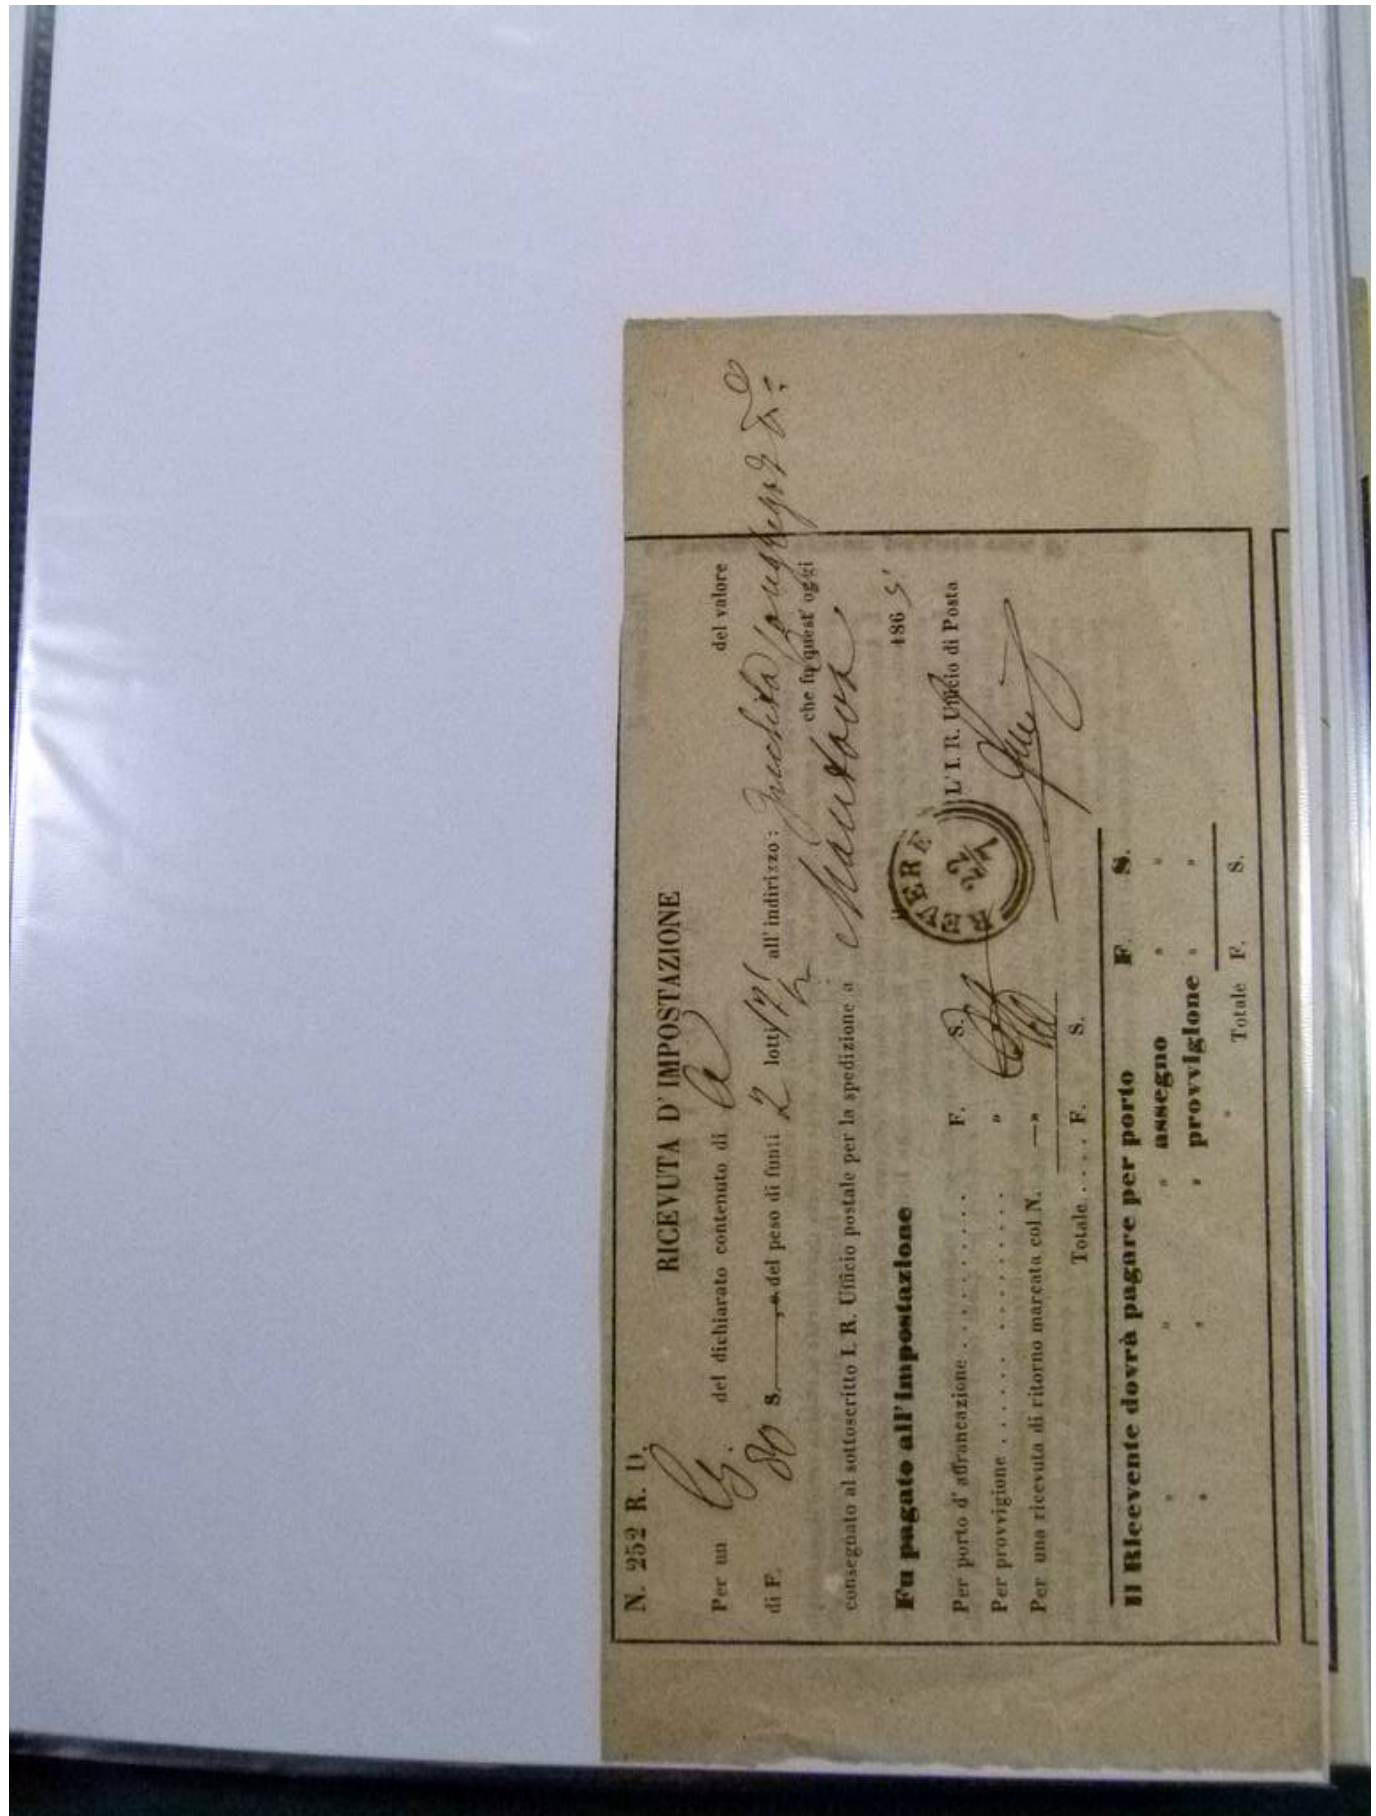 N. 252 R. D.
RICEVUTA D' IMPOSTAZIONE
Per un del dichiarato contenuto di del valore
di F. 80 S. — „ del peso di funti 2 lotti all' indirizzo:
che fu quest' oggi
consegnato al sottoscritto I. R. Ufficio postale per la spedizione a Mantova
Fu pagato all' impostazione 1865
REVERE
22/7
Per porto d' affrancazione . . . . . . . . . F. S. L' I. R. Ufficio di Posta
Per provvigione . . . . . . . . . . . . . "
Per una ricevuta di ritorno marcata col N. — "
Totale . . . . F. S.
Il Ricevente dovrà pagare per porto F. S.
" " " assegno " "
" " " provvigione " "
Totale F. S.